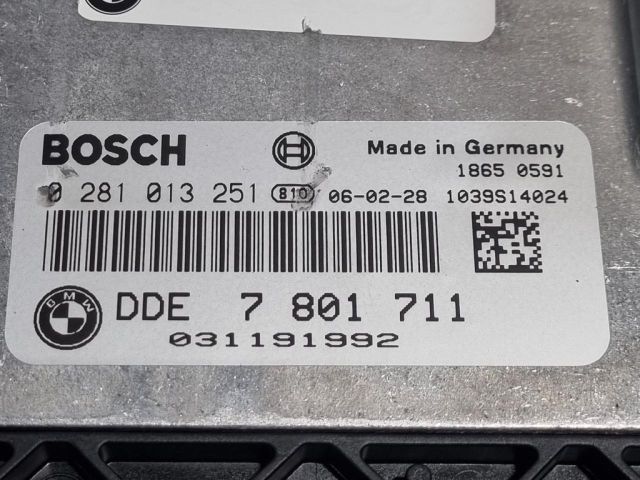 BOSCH
Made in Germany
1865 0591
0 281 013 251 810 06-02-28 1039S14024
BMW
DDE 7 801 711
031191992